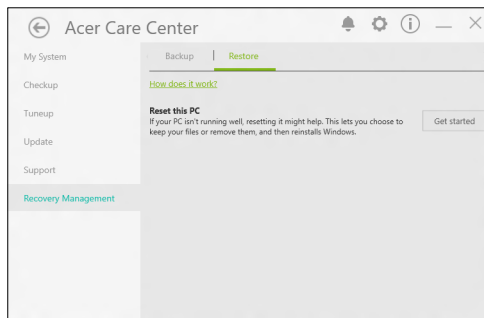 Acer Care Center
My System
Checkup
Tuneup
Update
Support
Recovery Management
Backup
Restore
How does it work?
Reset this PC
If your PC isn't running well, resetting it might help. This lets you choose to
keep your files or remove them, and then reinstalls Windows.
Get started